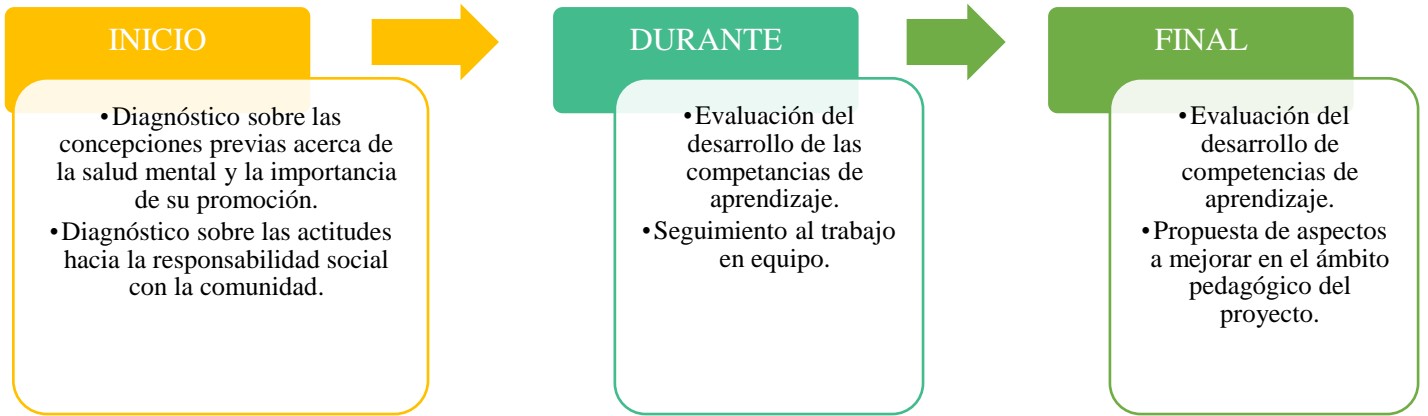 INICIO
•Diagnóstico sobre las
concepciones previas acerca de
la salud mental y la importancia
de su promoción.
•Diagnóstico sobre las actitudes
hacia la responsabilidad social
con la comunidad.
DURANTE
•Evaluación del
desarrollo de las
competancias de
aprendizaje.
•Seguimiento al trabajo
en equipo.
FINAL
•Evaluación del
desarrollo de
competencias de
aprendizaje.
•Propuesta de aspectos
a mejorar en el ámbito
pedagógico del
proyecto.